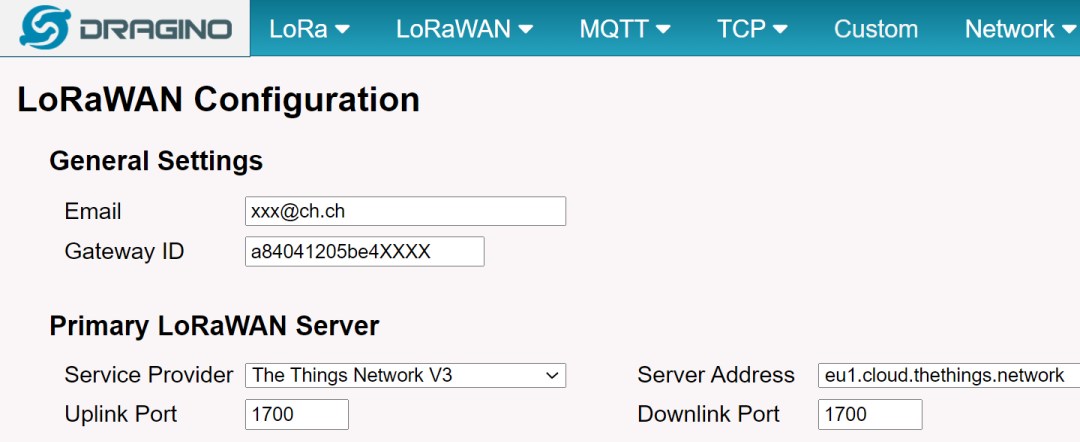 DRAGINO LoRa LoRaWAN MQTT TCP Custom Network
LoRaWAN Configuration
General Settings
Email xxx@ch.ch
Gateway ID a84041205be4XXXX
Primary LoRaWAN Server
Service Provider The Things Network V3 Server Address eu1.cloud.thethings.network
Uplink Port 1700 Downlink Port 1700